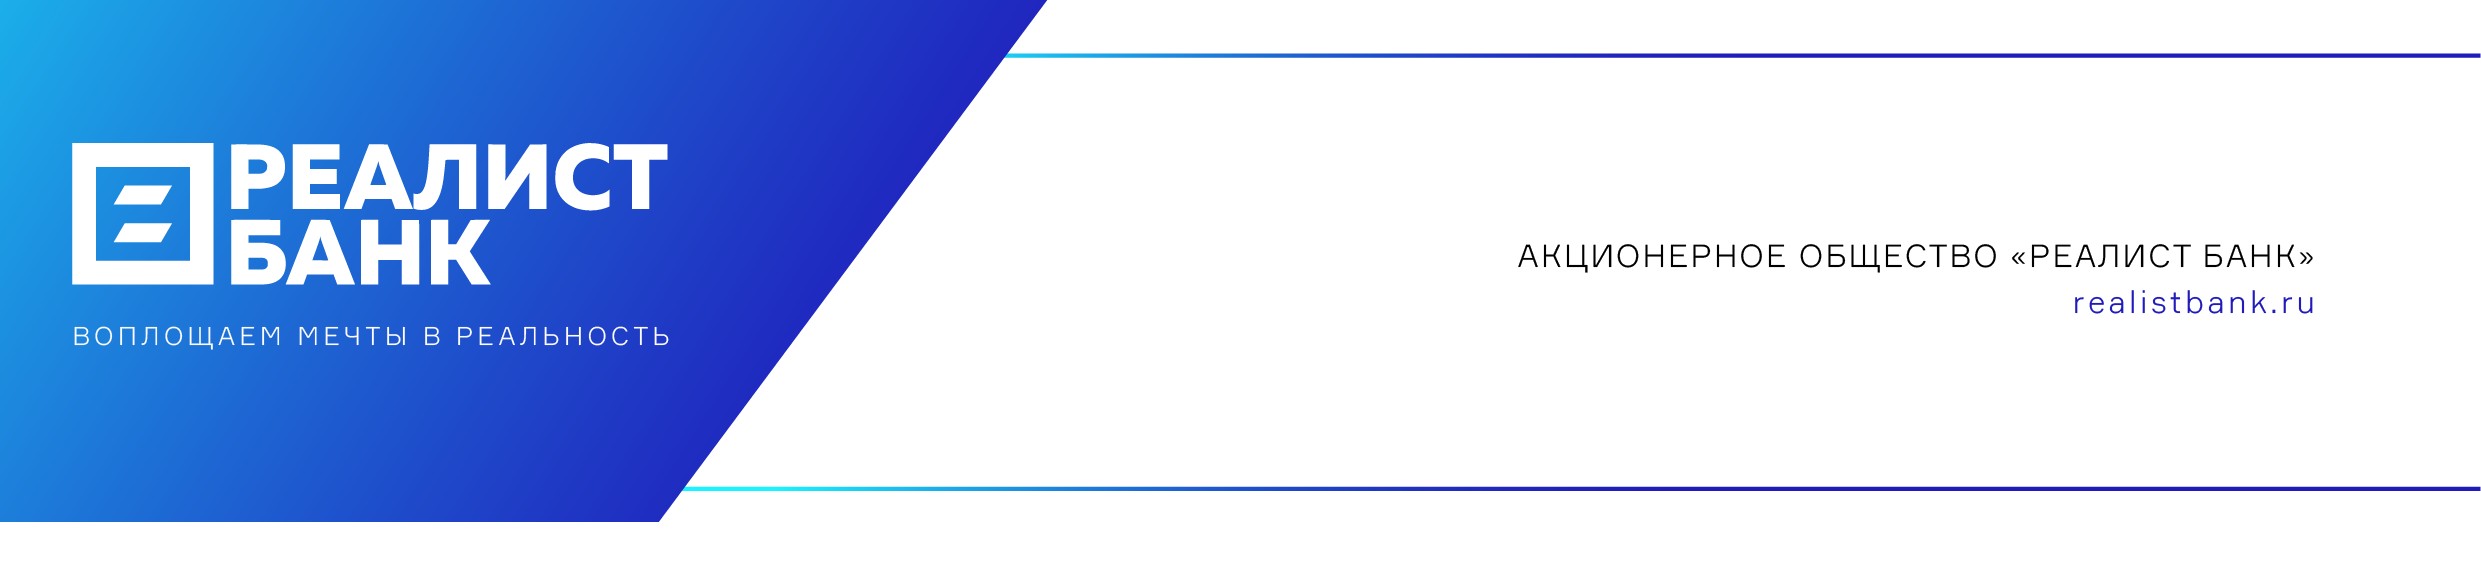 РЕАЛИСТ
БАНК
ВОПЛОЩАЕМ МЕЧТЫ В РЕАЛЬНОСТЬ
АКЦИОНЕРНОЕ ОБЩЕСТВО «РЕАЛИСТ БАНК»
realistbank.ru